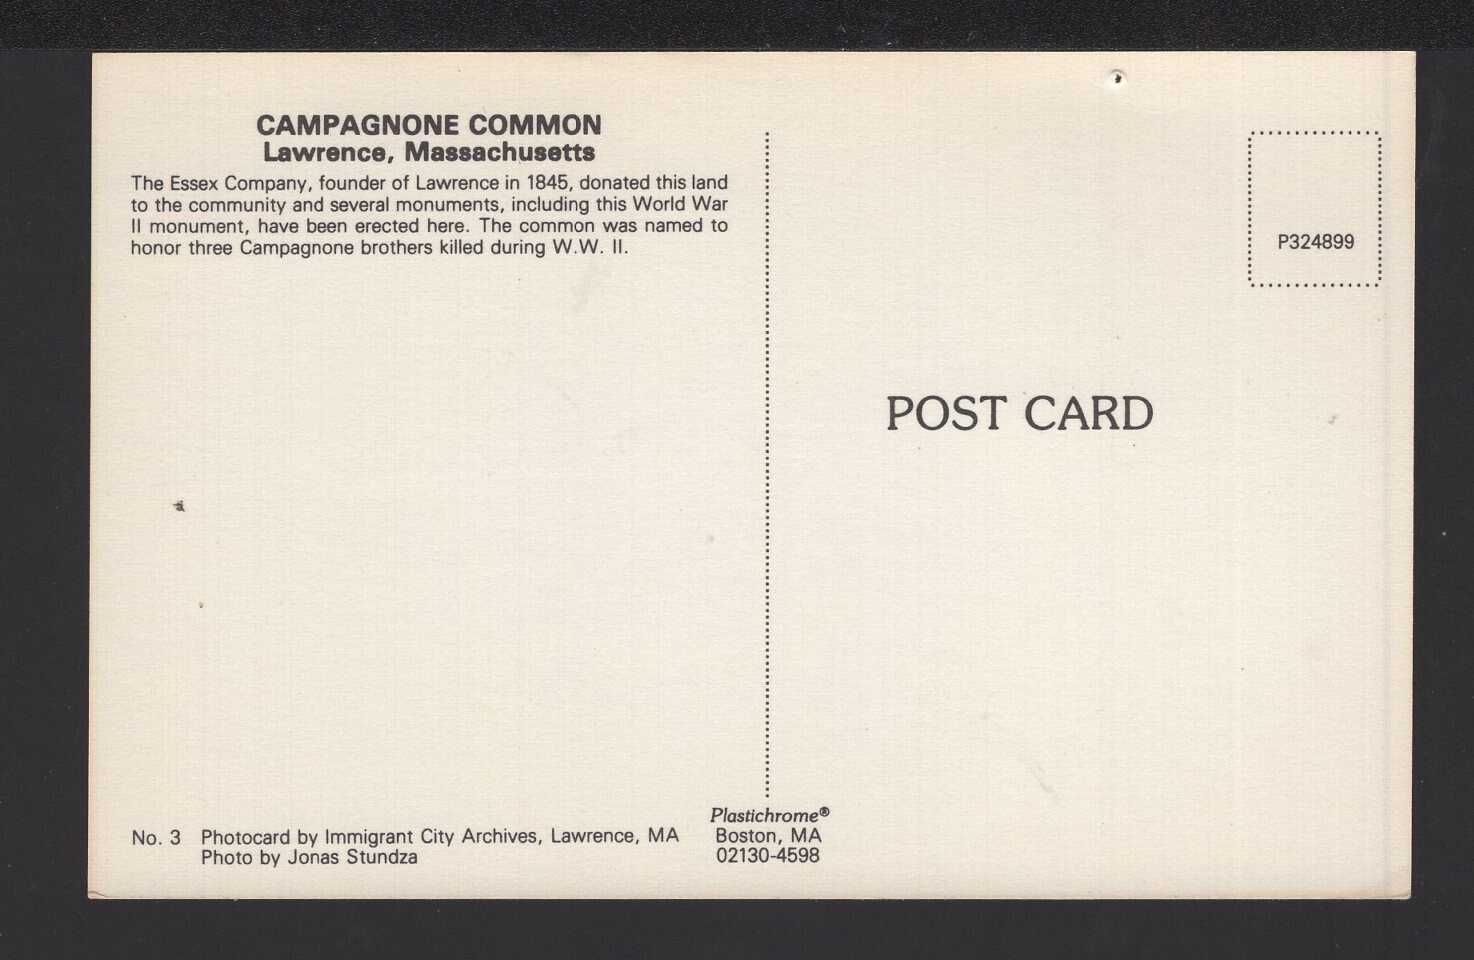 CAMPAGNONE COMMON
Lawrence, Massachusetts
The Essex Company, founder of Lawrence in 1845, donated this land
to the community and several monuments, including this World War
II monument, have been erected here. The common was named to
honor three Campagnone brothers killed during W.W. II.
No. 3 Photocard by Immigrant City Archives, Lawrence, MA
Photo by Jonas Stundza
Plastichrome®
Boston, MA
02130-4598
P324899
POST CARD